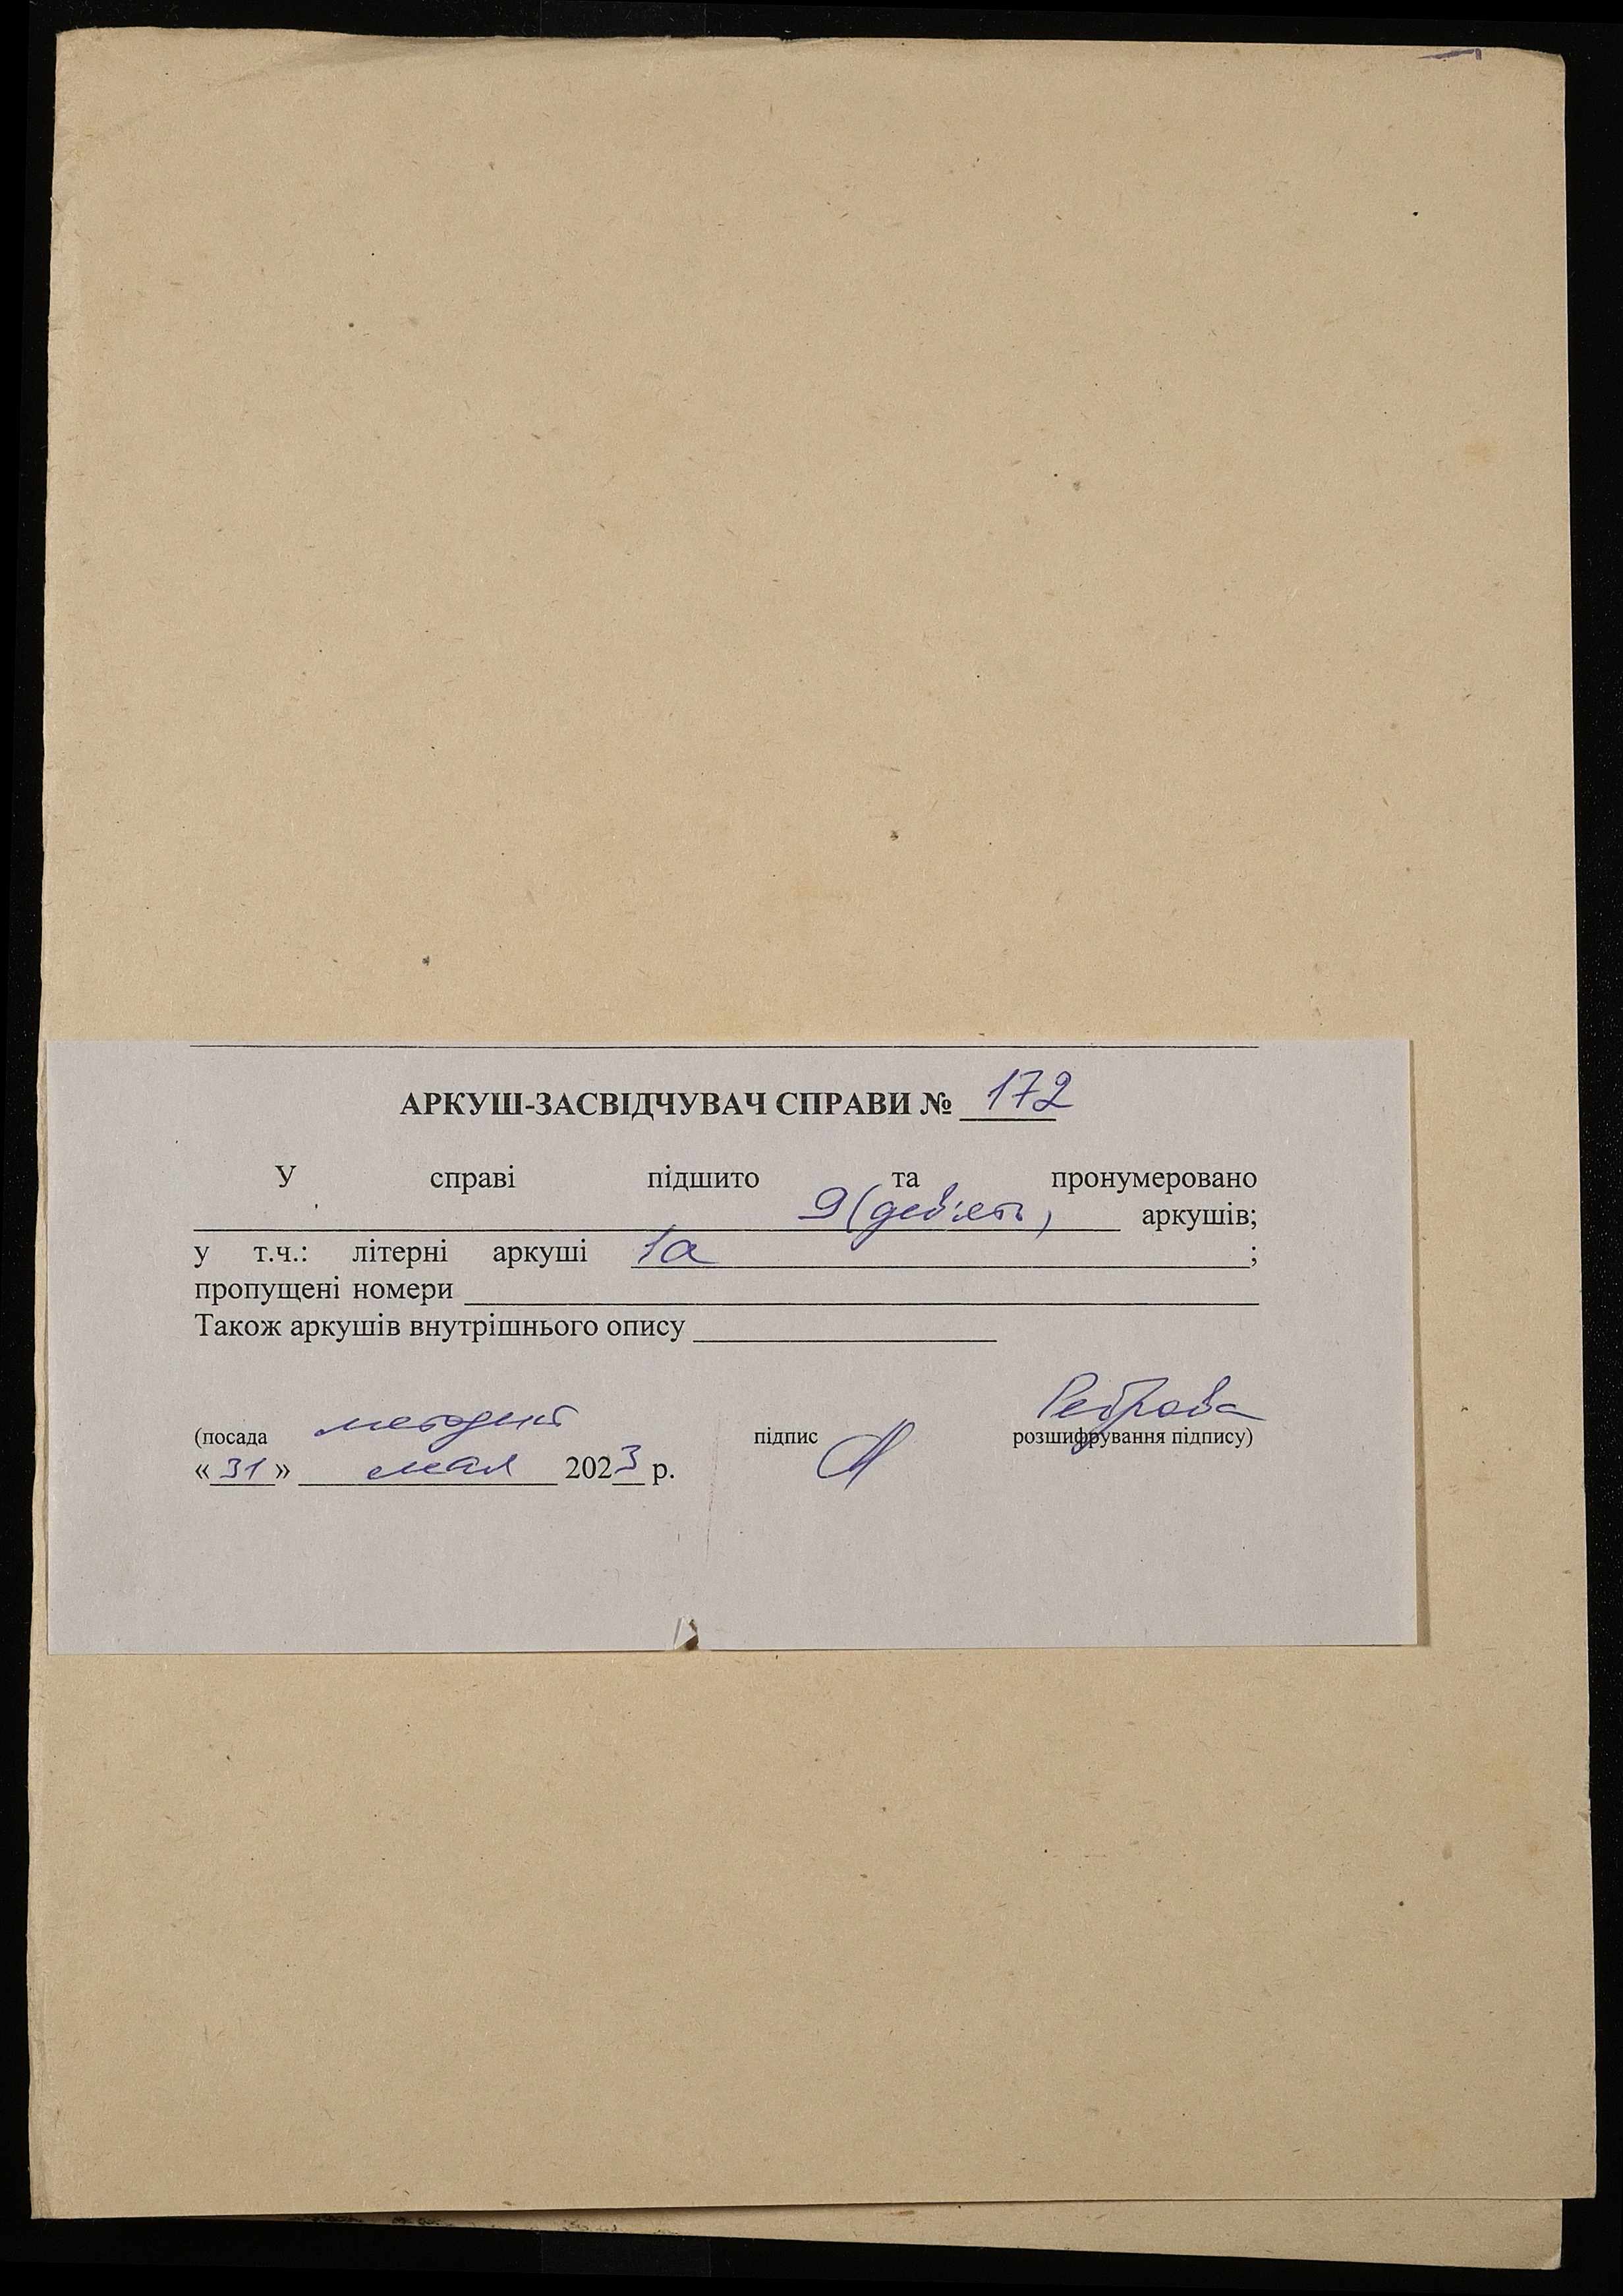 АРКУШ-ЗАСВІДЧУВАЧ СПРАВИ № 172
У справі підшито та пронумеровано
9 (дев'ять) аркушів;
у т.ч.: літерні аркуші 1а ;
пропущені номери
Також аркушів внутрішнього опису
методист Реброва
(посада підпис розшифрування підпису)
«31» мая 2023 р.